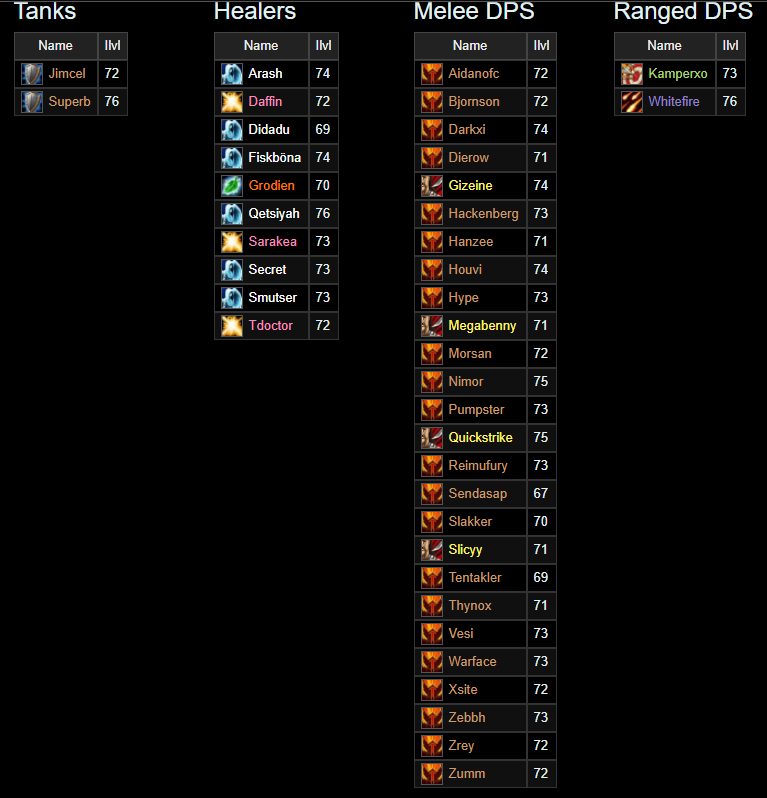 Tanks
Name Ilvl
Jimcel 72
Superb 76
Healers
Name Ilvl
Arash 74
Daffin 72
Didadu 69
Fiskböna 74
Grodien 70
Qetsiyah 76
Sarakea 73
Secret 73
Smutser 73
Tdoctor 72
Melee DPS
Name Ilvl
Aidanofc 72
Bjornson 72
Darkxi 74
Dierow 71
Gizeine 74
Hackenberg 73
Hanzee 71
Houvi 74
Hype 73
Megabenny 71
Morsan 72
Nimor 75
Pumpster 73
Quickstrike 75
Reimufury 73
Sendasap 67
Slakker 70
Slicyy 71
Tentakler 69
Thynox 71
Vesi 73
Warface 73
Xsite 72
Zebbh 73
Zrey 72
Zumm 72
Ranged DPS
Name Ilvl
Kamperxo 73
Whitefire 76